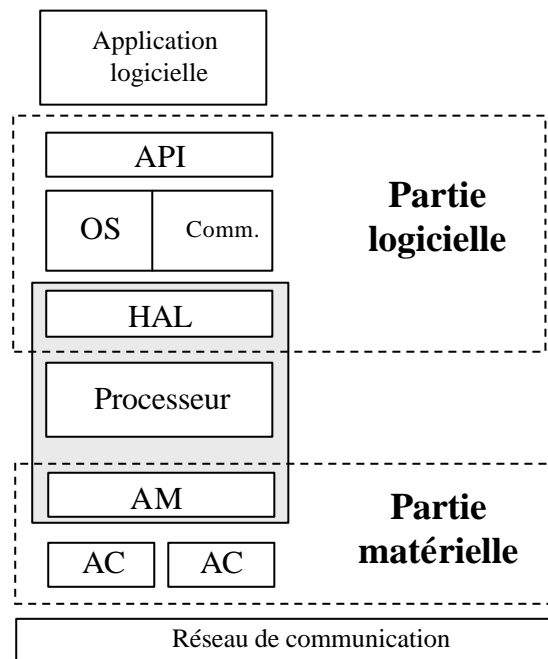 Application
logicielle
API
Partie
logicielle
OS
Comm.
HAL
Processeur
AM
Partie
matérielle
AC
AC
Réseau de communication